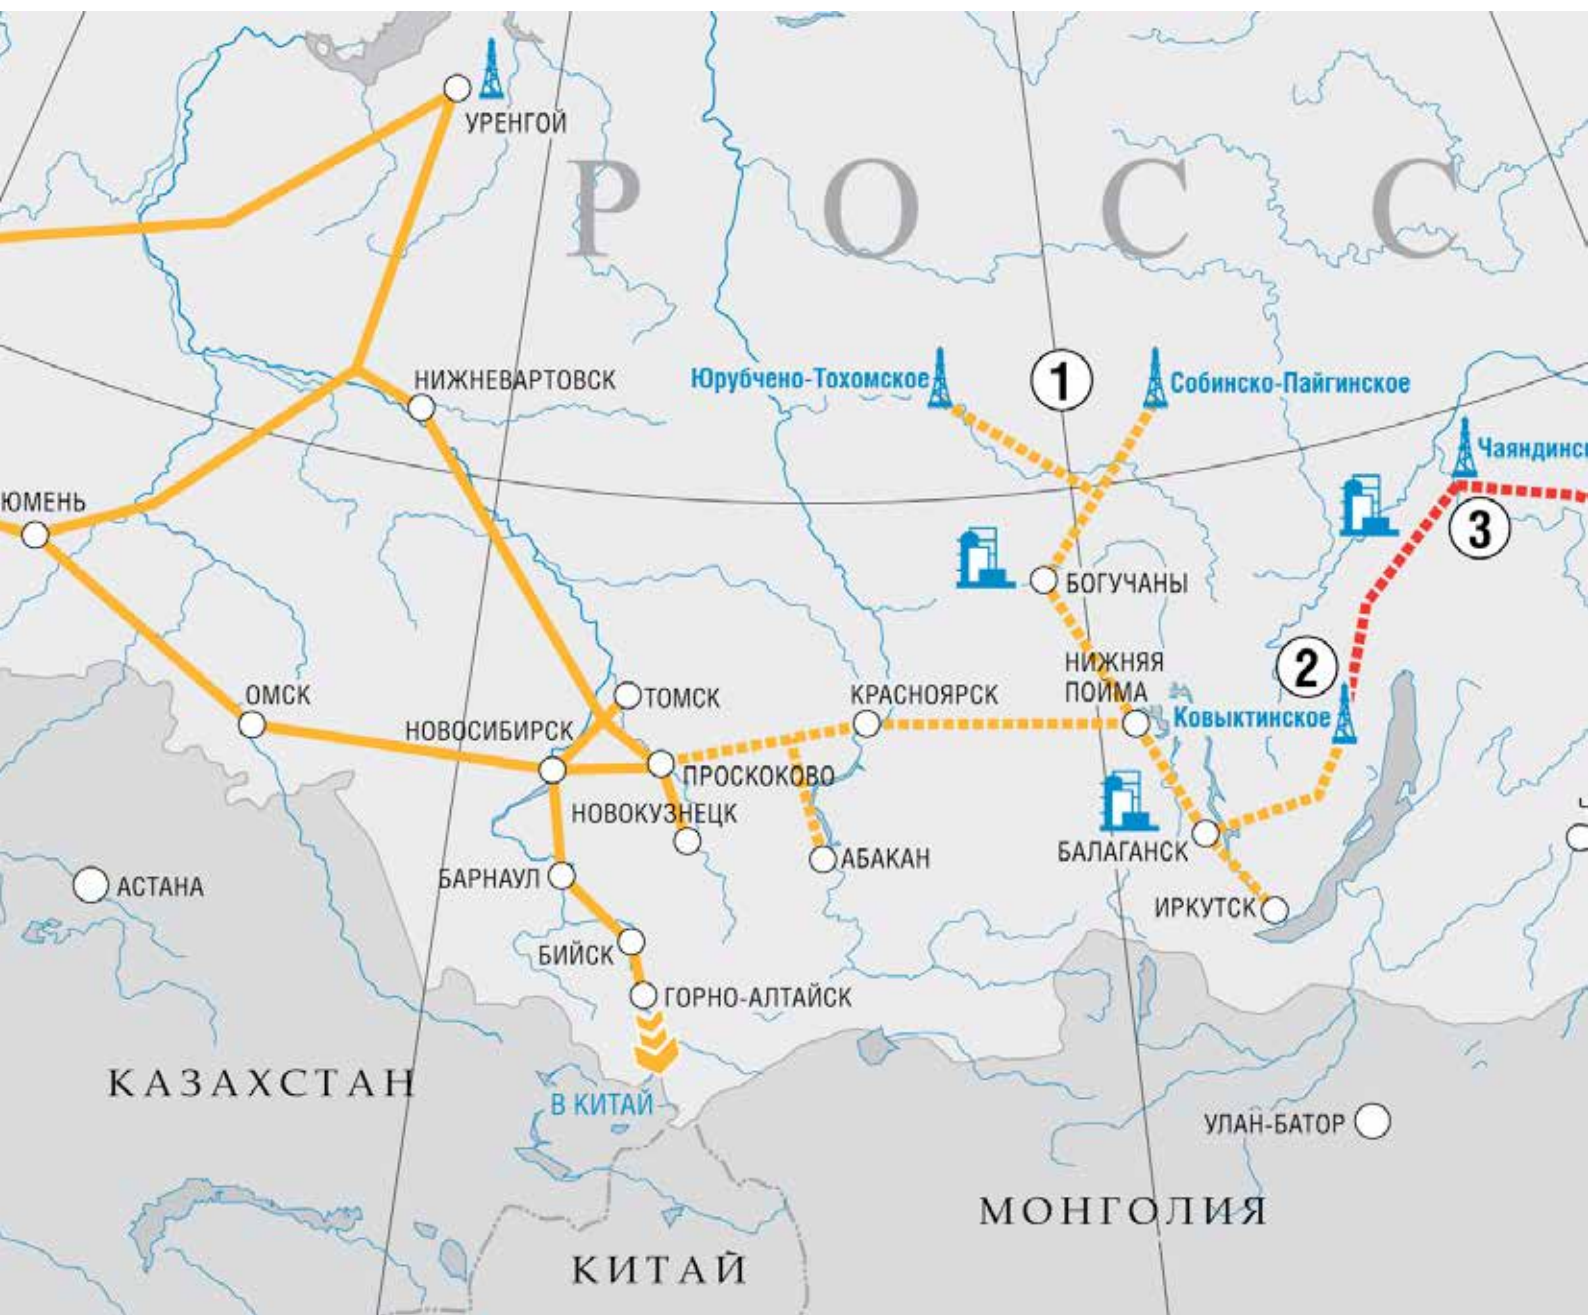 УРЕНГОЙ
Р О С С
НИЖНЕВАРТОВСК
Юрубчено-Тохомское
1
Собинско-Пайгинское
Чаяндинс
ЮМЕНЬ
3
БОГУЧАНЫ
2
НИЖНЯЯ
ПОЙМА
ОМСК
ТОМСК
КРАСНОЯРСК
Ковыктинское
НОВОСИБИРСК
ПРОСКОКОВО
НОВОКУЗНЕЦК
БАЛАГАНСК
АБАКАН
БАРНАУЛ
АСТАНА
ИРКУТСК
БИЙСК
ГОРНО-АЛТАЙСК
КАЗАХСТАН
В КИТАЙ
УЛАН-БАТОР
МОНГОЛИЯ
КИТАЙ